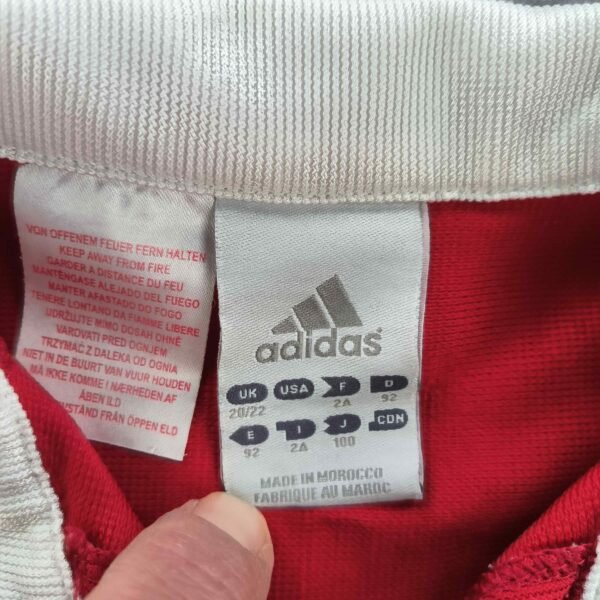 VON OFFENEM FEUER FERN HALTEN
KEEP AWAY FROM FIRE
GARDER A DISTANCE DU FEU
MANTÉNGASE ALEJADO DEL FUEGO
MANTER AFASTADO DO FOGO
TENERE LONTANO DA FIAMME LIBERE
UDRŽUJTE MIMO DOSAH OHNĚ
VAROVATI PRED OGNJEM
TRZYMAĆ Z DALEKA OD OGNIA
NIET IN DE BUURT VAN VUUR HOUDEN
MÅ IKKE KOMME I NÆRHEDEN AF
ÅBEN ILD
FRÅN ÖPPEN ELD
adidas
UK USA F D
20/22 2A 92
E I J CDN
92 2A 100
MADE IN MOROCCO
FABRIQUE AU MAROC